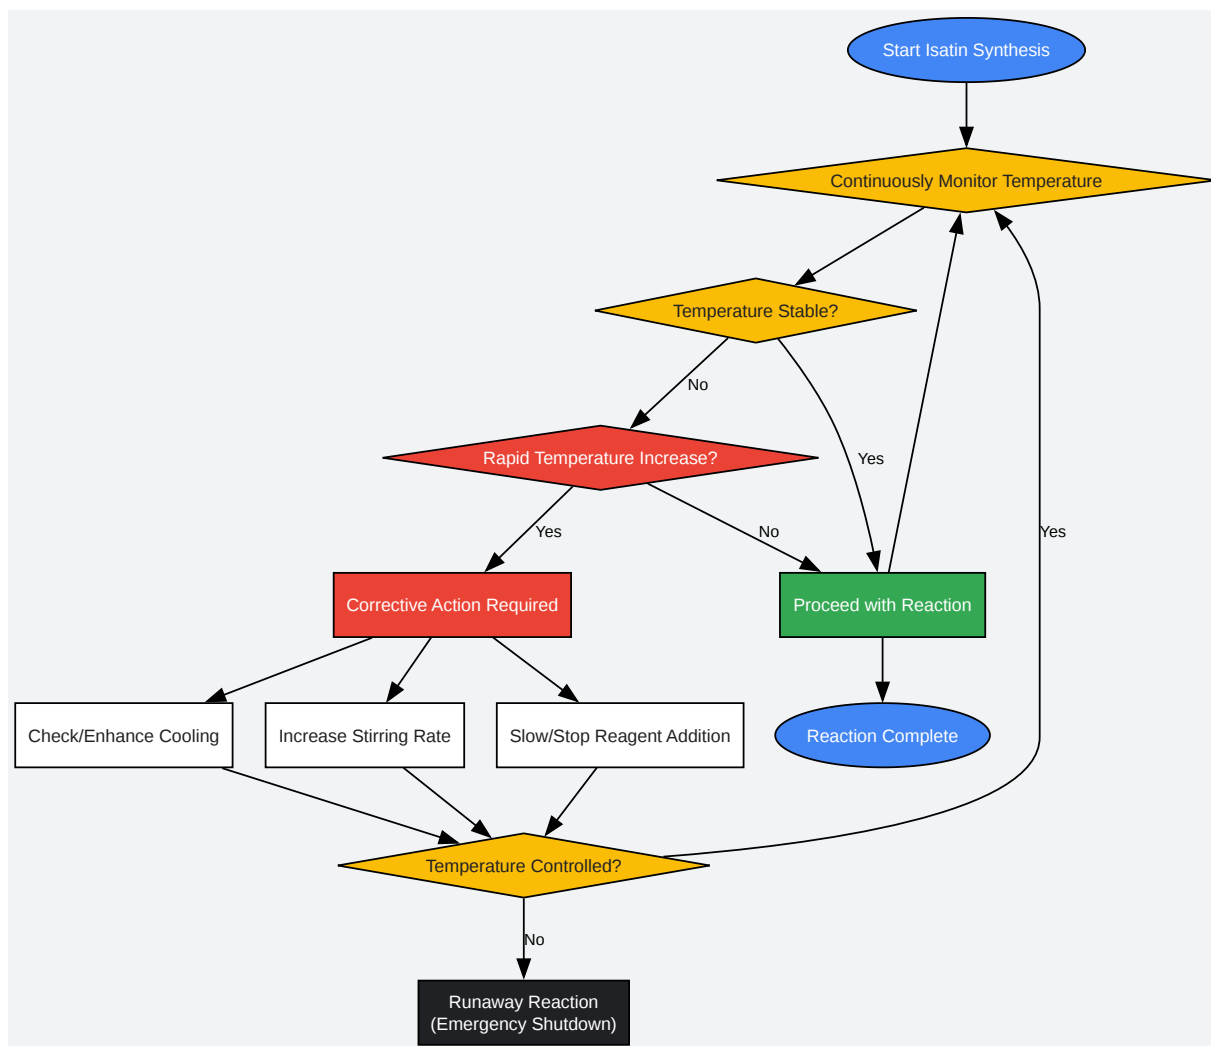 Start Isatin Synthesis
Continuously Monitor Temperature
Temperature Stable?
No
Yes
Rapid Temperature Increase?
Yes
No
Yes
Corrective Action Required
Proceed with Reaction
Check/Enhance Cooling
Increase Stirring Rate
Slow/Stop Reagent Addition
Reaction Complete
Temperature Controlled?
No
Runaway Reaction
(Emergency Shutdown)